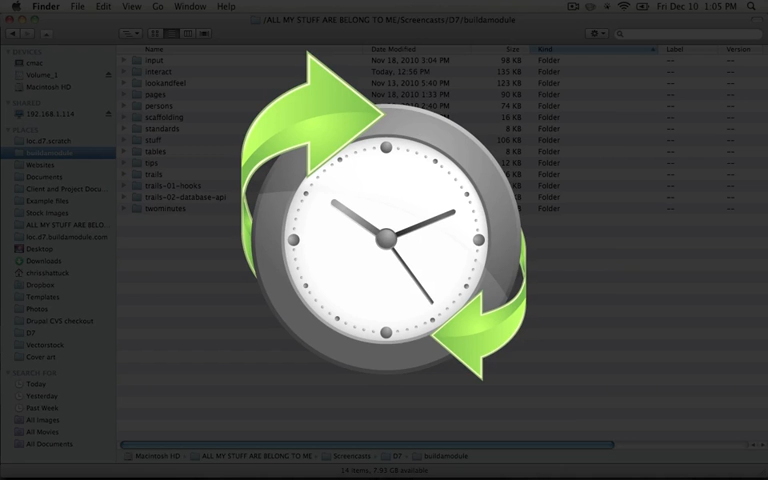 Finder File Edit View Go Window Help Fri Dec 10 1:05 PM
/ALL MY STUFF ARE BELONG TO ME/Screencasts/D7/buildamodule
DEVICES
cmac
Volume_1
Macintosh HD
SHARED
192.168.1.114
PLACES
loc.d7.scratch
buildamodule
Websites
Documents
Client and Project Docu...
Example files
Stock Images
ALL MY STUFF ARE BELO...
loc.d7.buildamodule.com
Desktop
Downloads
chrisshattuck
Dropbox
Templates
Photos
Drupal CVS checkout
D7
Vectorstock
Cover art
SEARCH FOR
Today
Yesterday
Past Week
All Images
All Movies
All Documents
Name Date Modified Size Kind Label Version
input Nov 18, 2010 3:04 PM 98 KB Folder -- --
interact Today, 12:56 PM 135 KB Folder -- --
lookandfeel Nov 13, 2010 5:40 PM 123 KB Folder -- --
pages Nov 18, 2010 1:33 PM 90 KB Folder -- --
persons 2:40 PM 74 KB Folder -- --
scaffolding 16 KB Folder -- --
standards 8 KB Folder -- --
stuff 106 KB Folder -- --
tables 8 KB Folder -- --
tips 12 KB Folder -- --
trails KB Folder -- --
trails-01-hooks KB Folder -- --
trails-02-database-api KB Folder -- --
twominutes KB Folder -- --
Macintosh HD ALL MY STUFF ARE BELONG TO ME Screencasts D7 buildamodule
14 items, 7.93 GB available